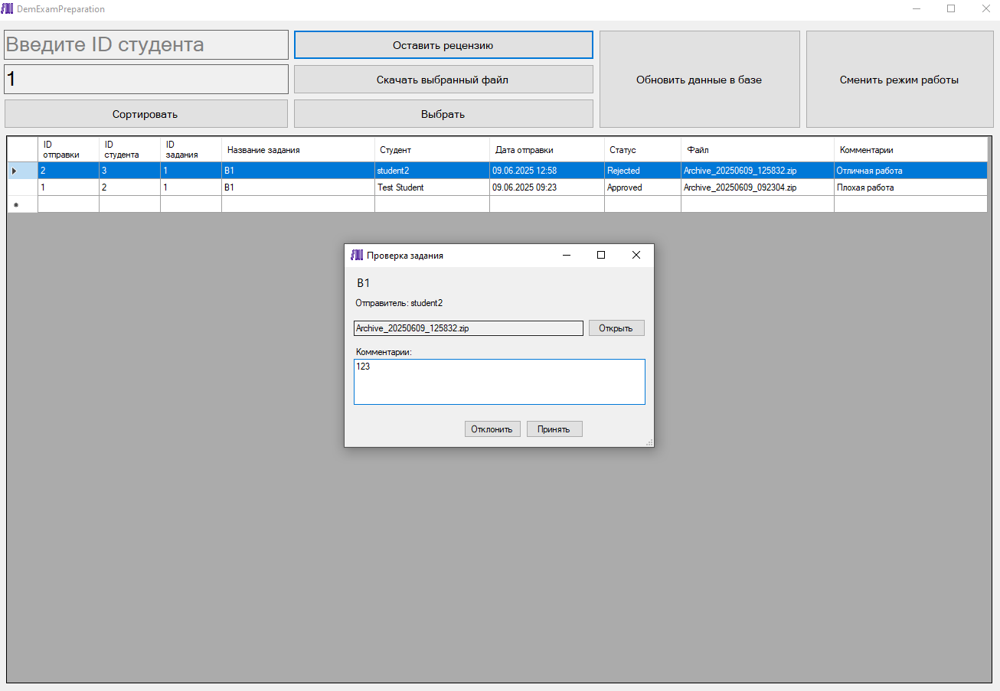 DemExamPreparation
Введите ID студента
Оставить рецензию
1
Скачать выбранный файл
Обновить данные в базе
Сменить режим работы
Сортировать
Выбрать
ID отправки ID студента ID задания Название задания Студент Дата отправки Статус Файл Комментарии
2 3 1 B1 student2 09.06.2025 12:58 Rejected Archive_20250609_125832.zip Отличная работа
1 2 1 B1 Test Student 09.06.2025 09:23 Approved Archive_20250609_092304.zip Плохая работа
Проверка задания
B1
Отправитель: student2
Archive_20250609_125832.zip Открыть
Комментарии:
123
Отклонить Принять